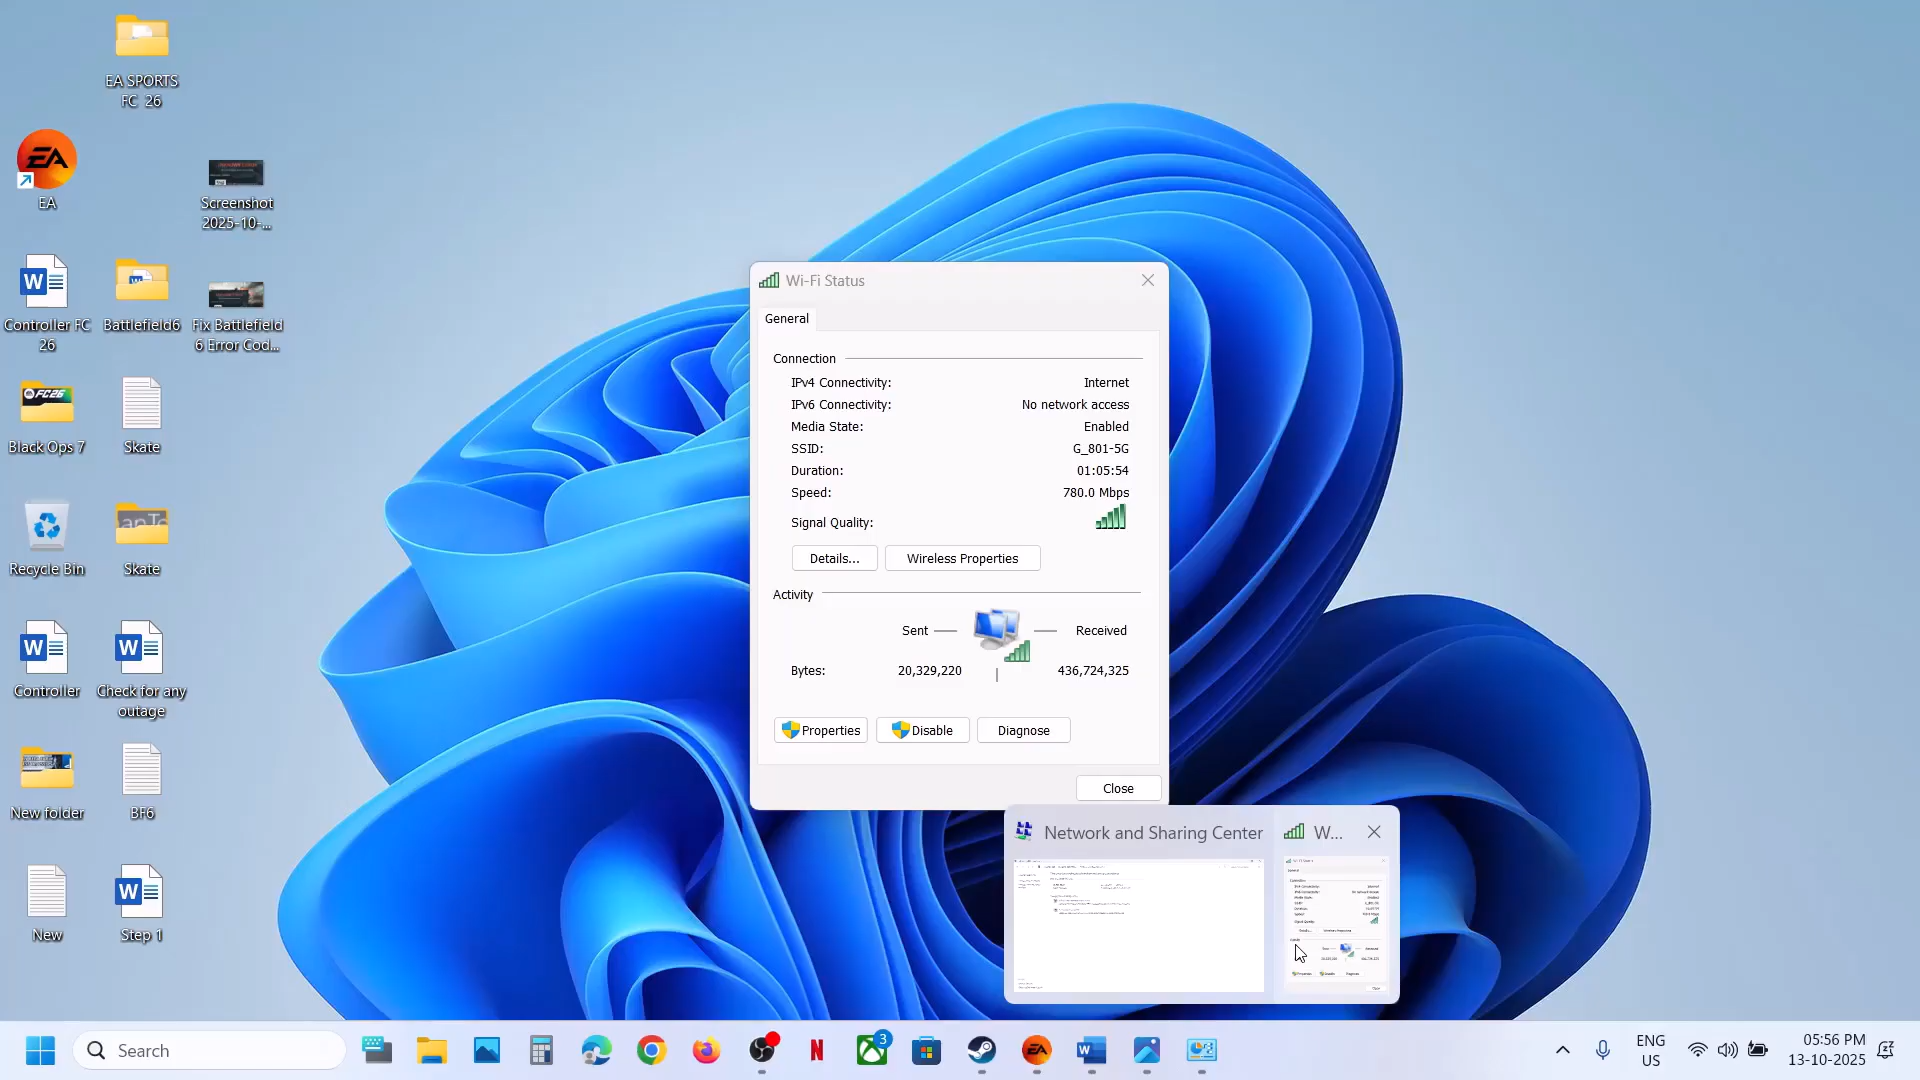 EA SPORTS
FC 26
EA
Screenshot
2025-10-...
Controller FC
26
Battlefield6
Fix Battlefield
6 Error Cod...
Black Ops 7
Skate
Recycle Bin
Skate
Controller
Check for any
outage
New folder
BF6
New
Step 1
Wi-Fi Status
General
Connection
IPv4 Connectivity: Internet
IPv6 Connectivity: No network access
Media State: Enabled
SSID: G_801-5G
Duration: 01:05:54
Speed: 780.0 Mbps
Signal Quality:
Details... Wireless Properties
Activity
Sent Received
Bytes: 20,329,220 436,724,325
Properties Disable Diagnose
Close
Network and Sharing Center W...
Search
3
ENG
US
05:56 PM
13-10-2025